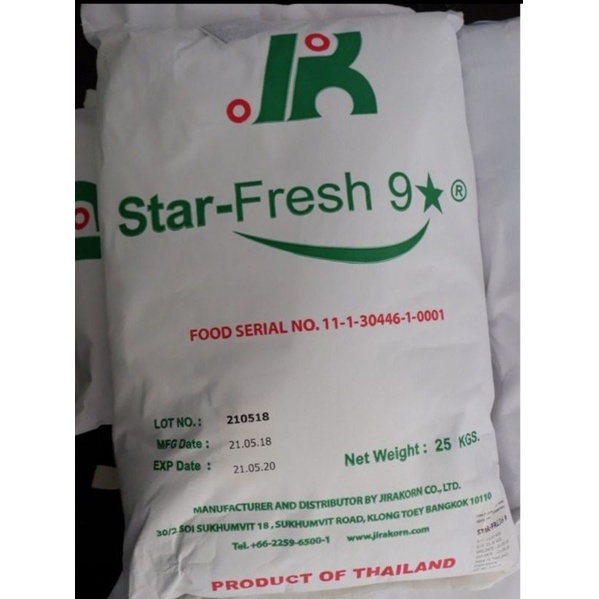 JK
Star-Fresh 9★®
FOOD SERIAL NO. 11-1-30446-1-0001
LOT NO. : 210518
MFG Date : 21.05.18
EXP Date : 21.05.20
Net Weight : 25 KGS.
MANUFACTURER AND DISTRIBUTOR BY JIRAKORN CO., LTD.
30/2 SOI SUKHUMVIT 18 , SUKHUMVIT ROAD, KLONG TOEY BANGKOK 10110
Tel. +66-2259-6500-1 . www.jirakorn.com
PRODUCT OF THAILAND